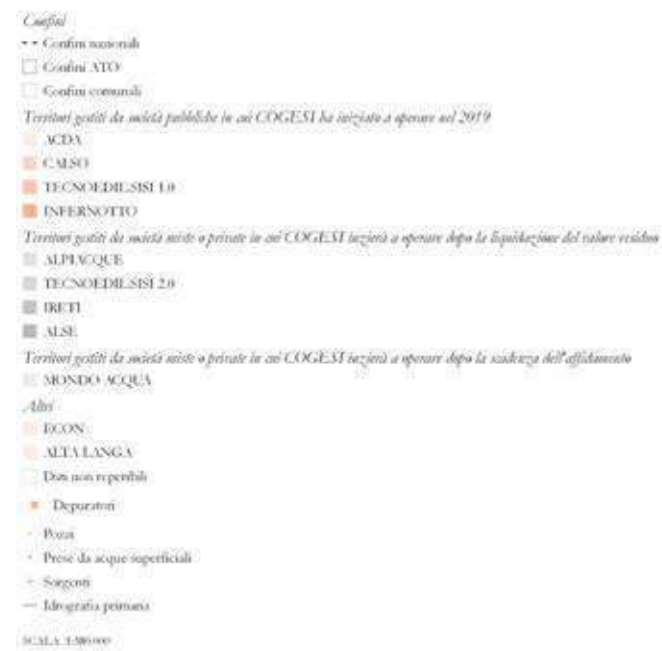 Confini
Confini nazionali
Confini ATO
Confini comunali
Territori gestiti da società pubbliche in cui COGESI ha iniziato a operare nel 2019
ACDA
CALSO
TECNOEDIL.SISI 1.0
INFERNOTTO
Territori gestiti da società miste o private in cui COGESI inizierà a operare dopo la liquidazione del valore residuo
ALPIACQUE
TECNOEDIL.SISI 2.0
IRETI
ALSE
Territori gestiti da società miste o private in cui COGESI inizierà a operare dopo la scadenza dell'affidamento
MONDO ACQUA
Altri
ECON
ALTA LANGA
Dati non reperibili
Depuratori
Pozzi
Prese da acque superficiali
Sorgenti
Idrografia primaria
SCALA